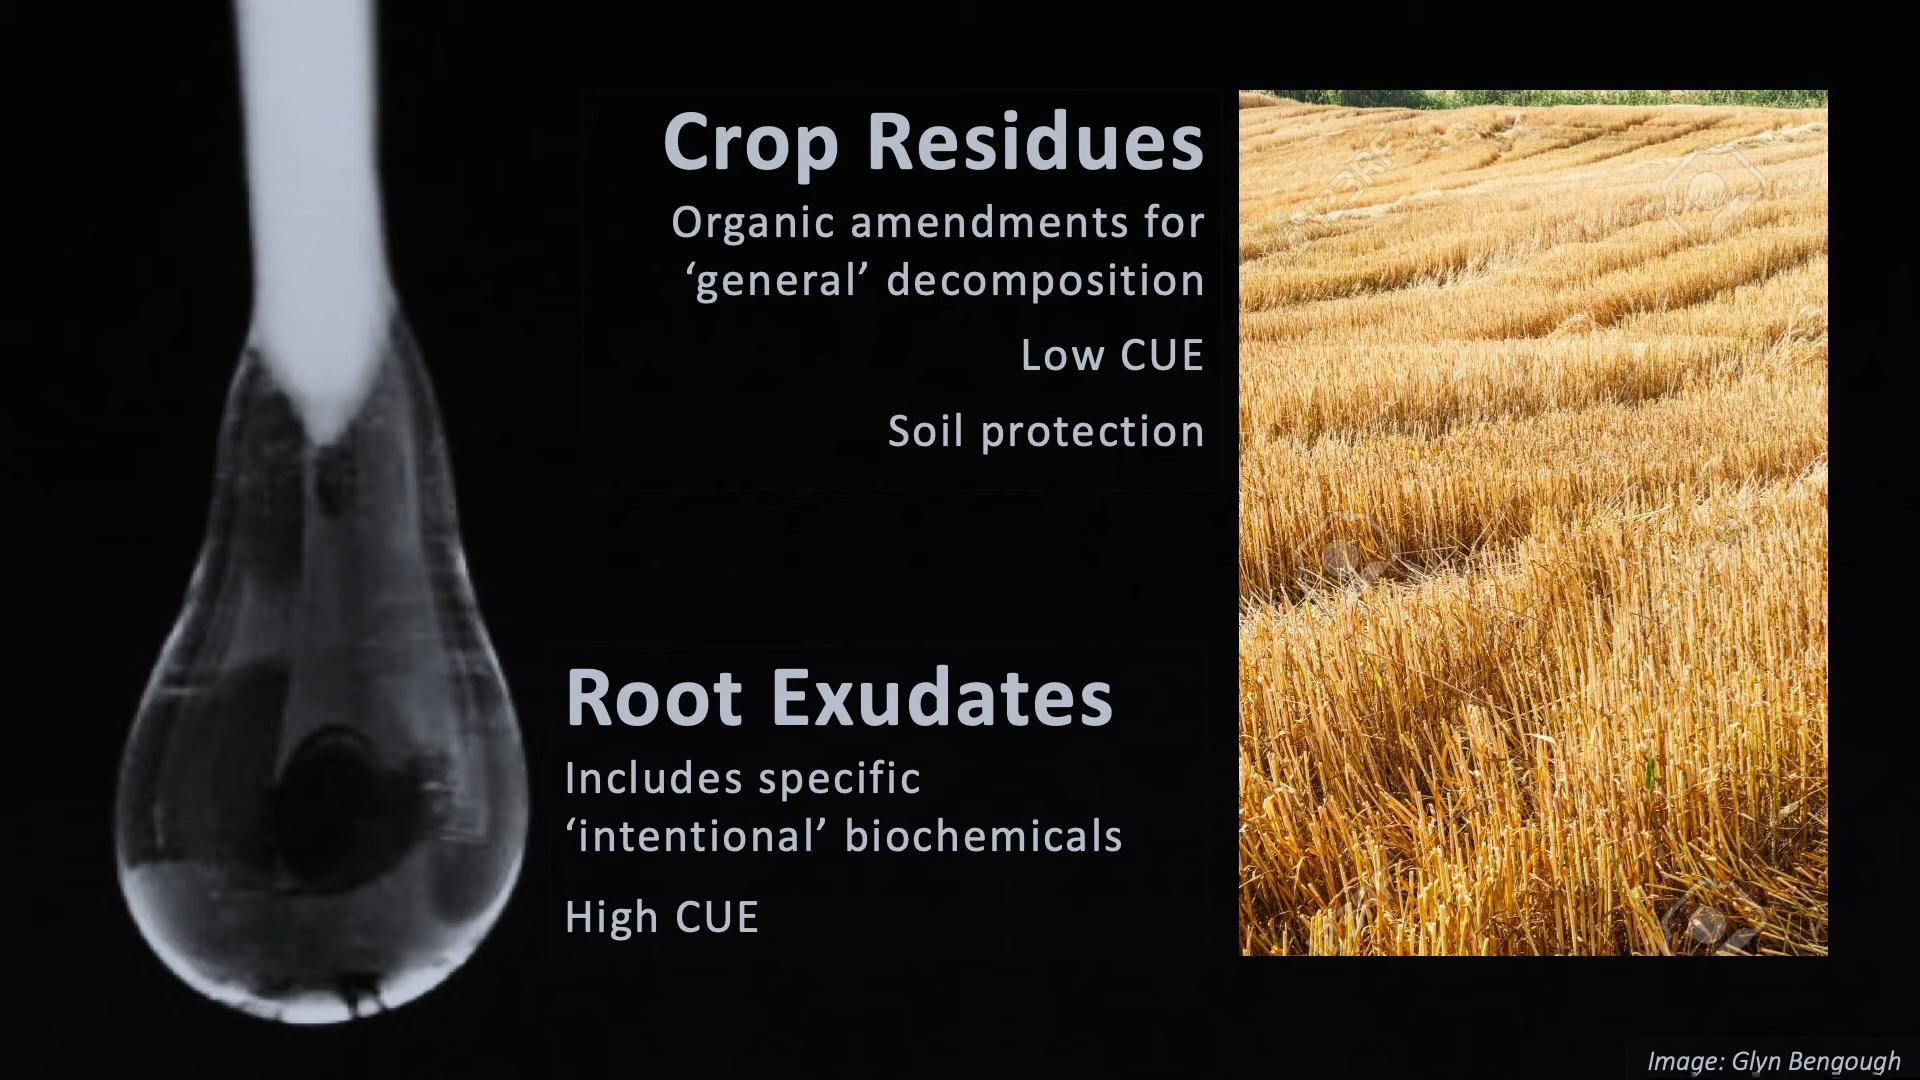 Crop Residues
Organic amendments for
‘general’ decomposition
Low CUE
Soil protection
Root Exudates
Includes specific
‘intentional’ biochemicals
High CUE
Image: Glyn Bengough